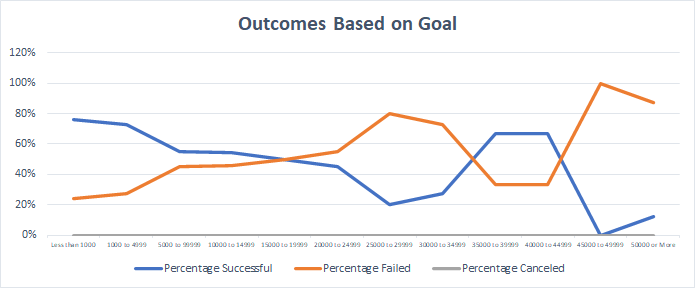 Outcomes Based on Goal
120%
100%
80%
60%
40%
20%
0%
Less than 1000 1000 to 4999 5000 to 99999 10000 to 14999 15000 to 19999 20000 to 24999 25000 to 29999 30000 to 34999 35000 to 39999 40000 to 44999 45000 to 49999 50000 or More
Percentage Successful Percentage Failed Percentage Canceled